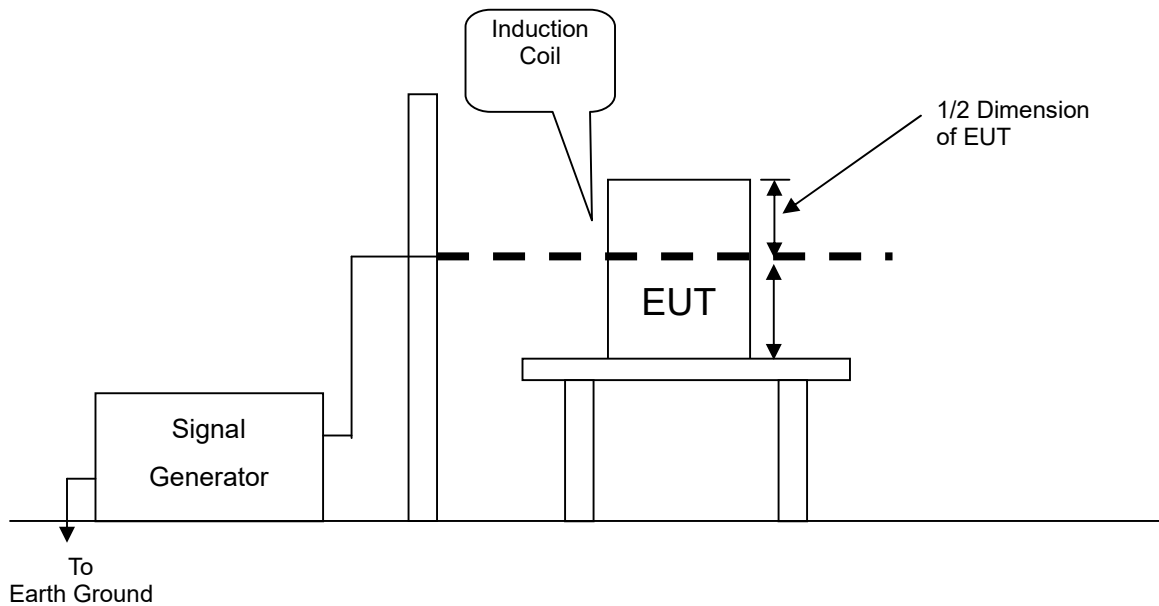 Induction
Coil
1/2 Dimension
of EUT
EUT
Signal
Generator
To
Earth Ground